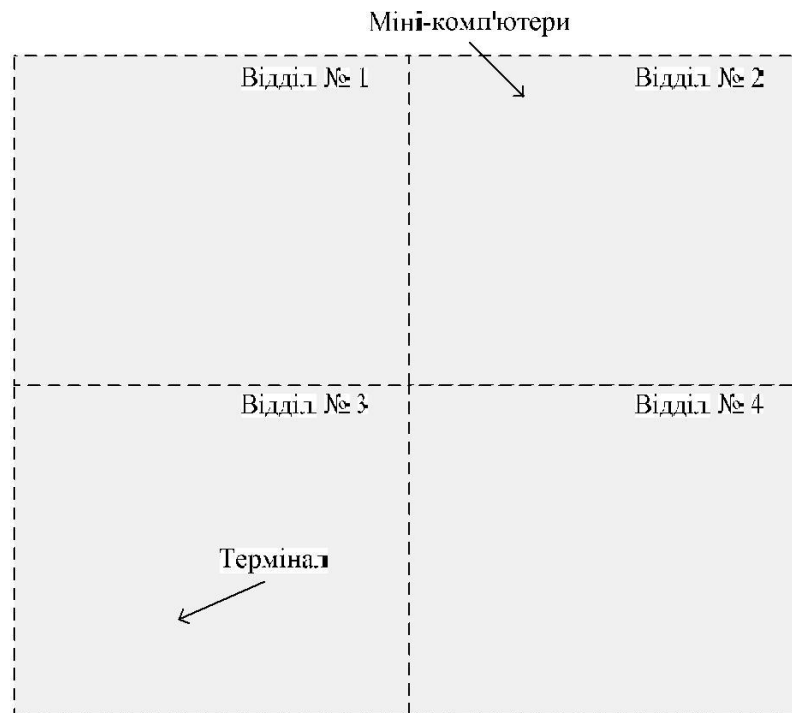 Міні-комп'ютери
Відділ № 1
Відділ № 2
Відділ № 3
Відділ № 4
Термінал